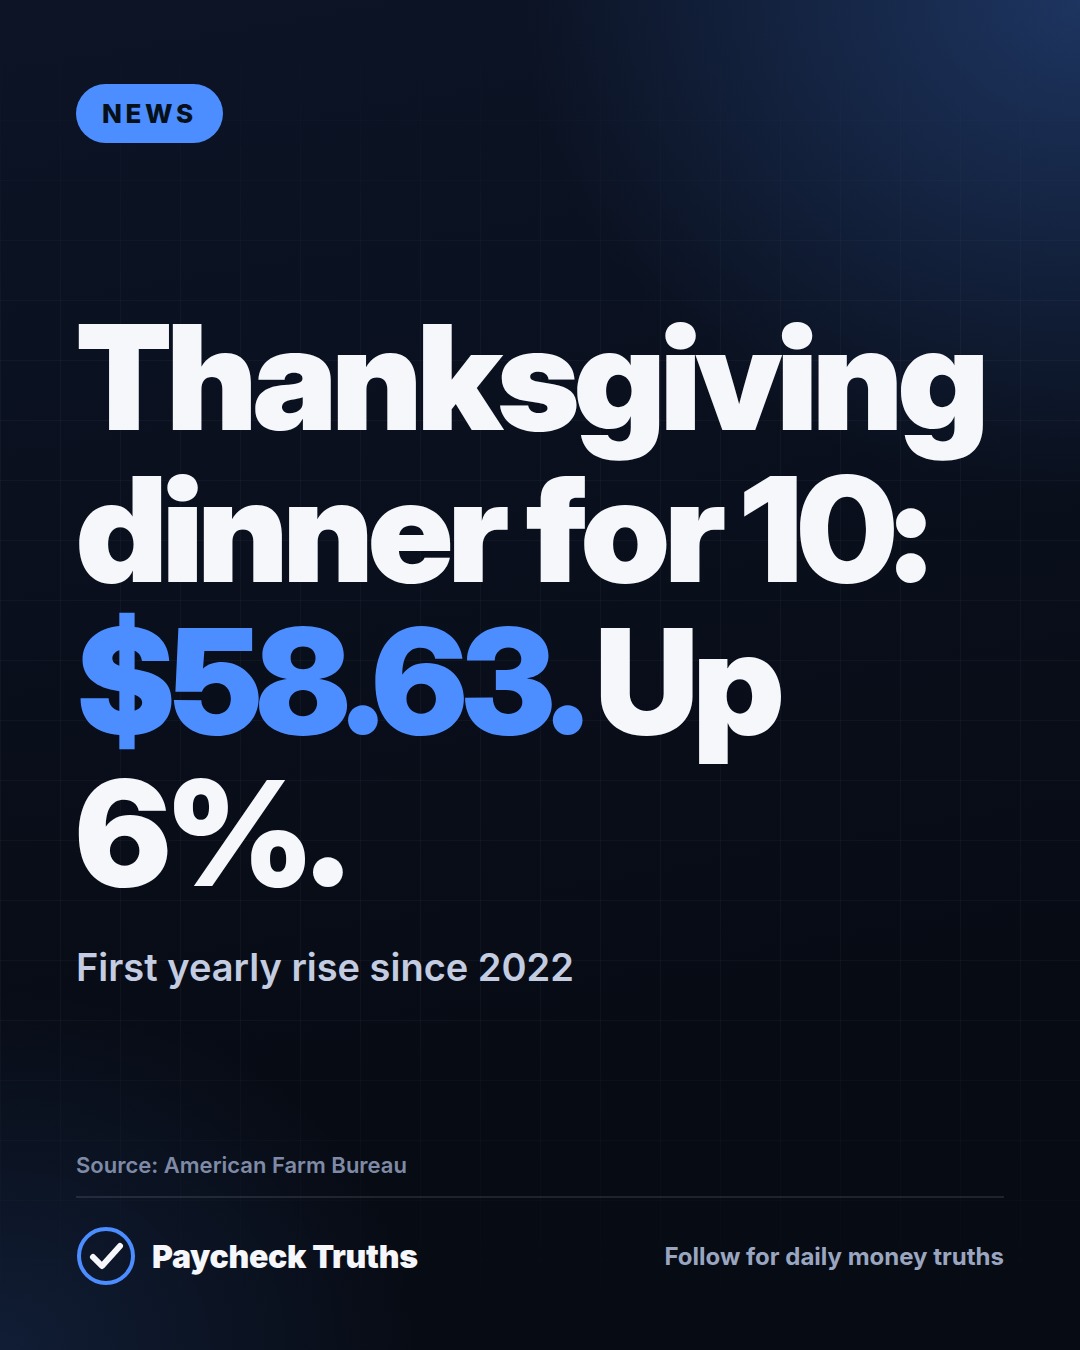 NEWS
Thanksgiving
dinner for 10:
$58.63. Up
6%.
First yearly rise since 2022
Source: American Farm Bureau
Paycheck Truths
Follow for daily money truths